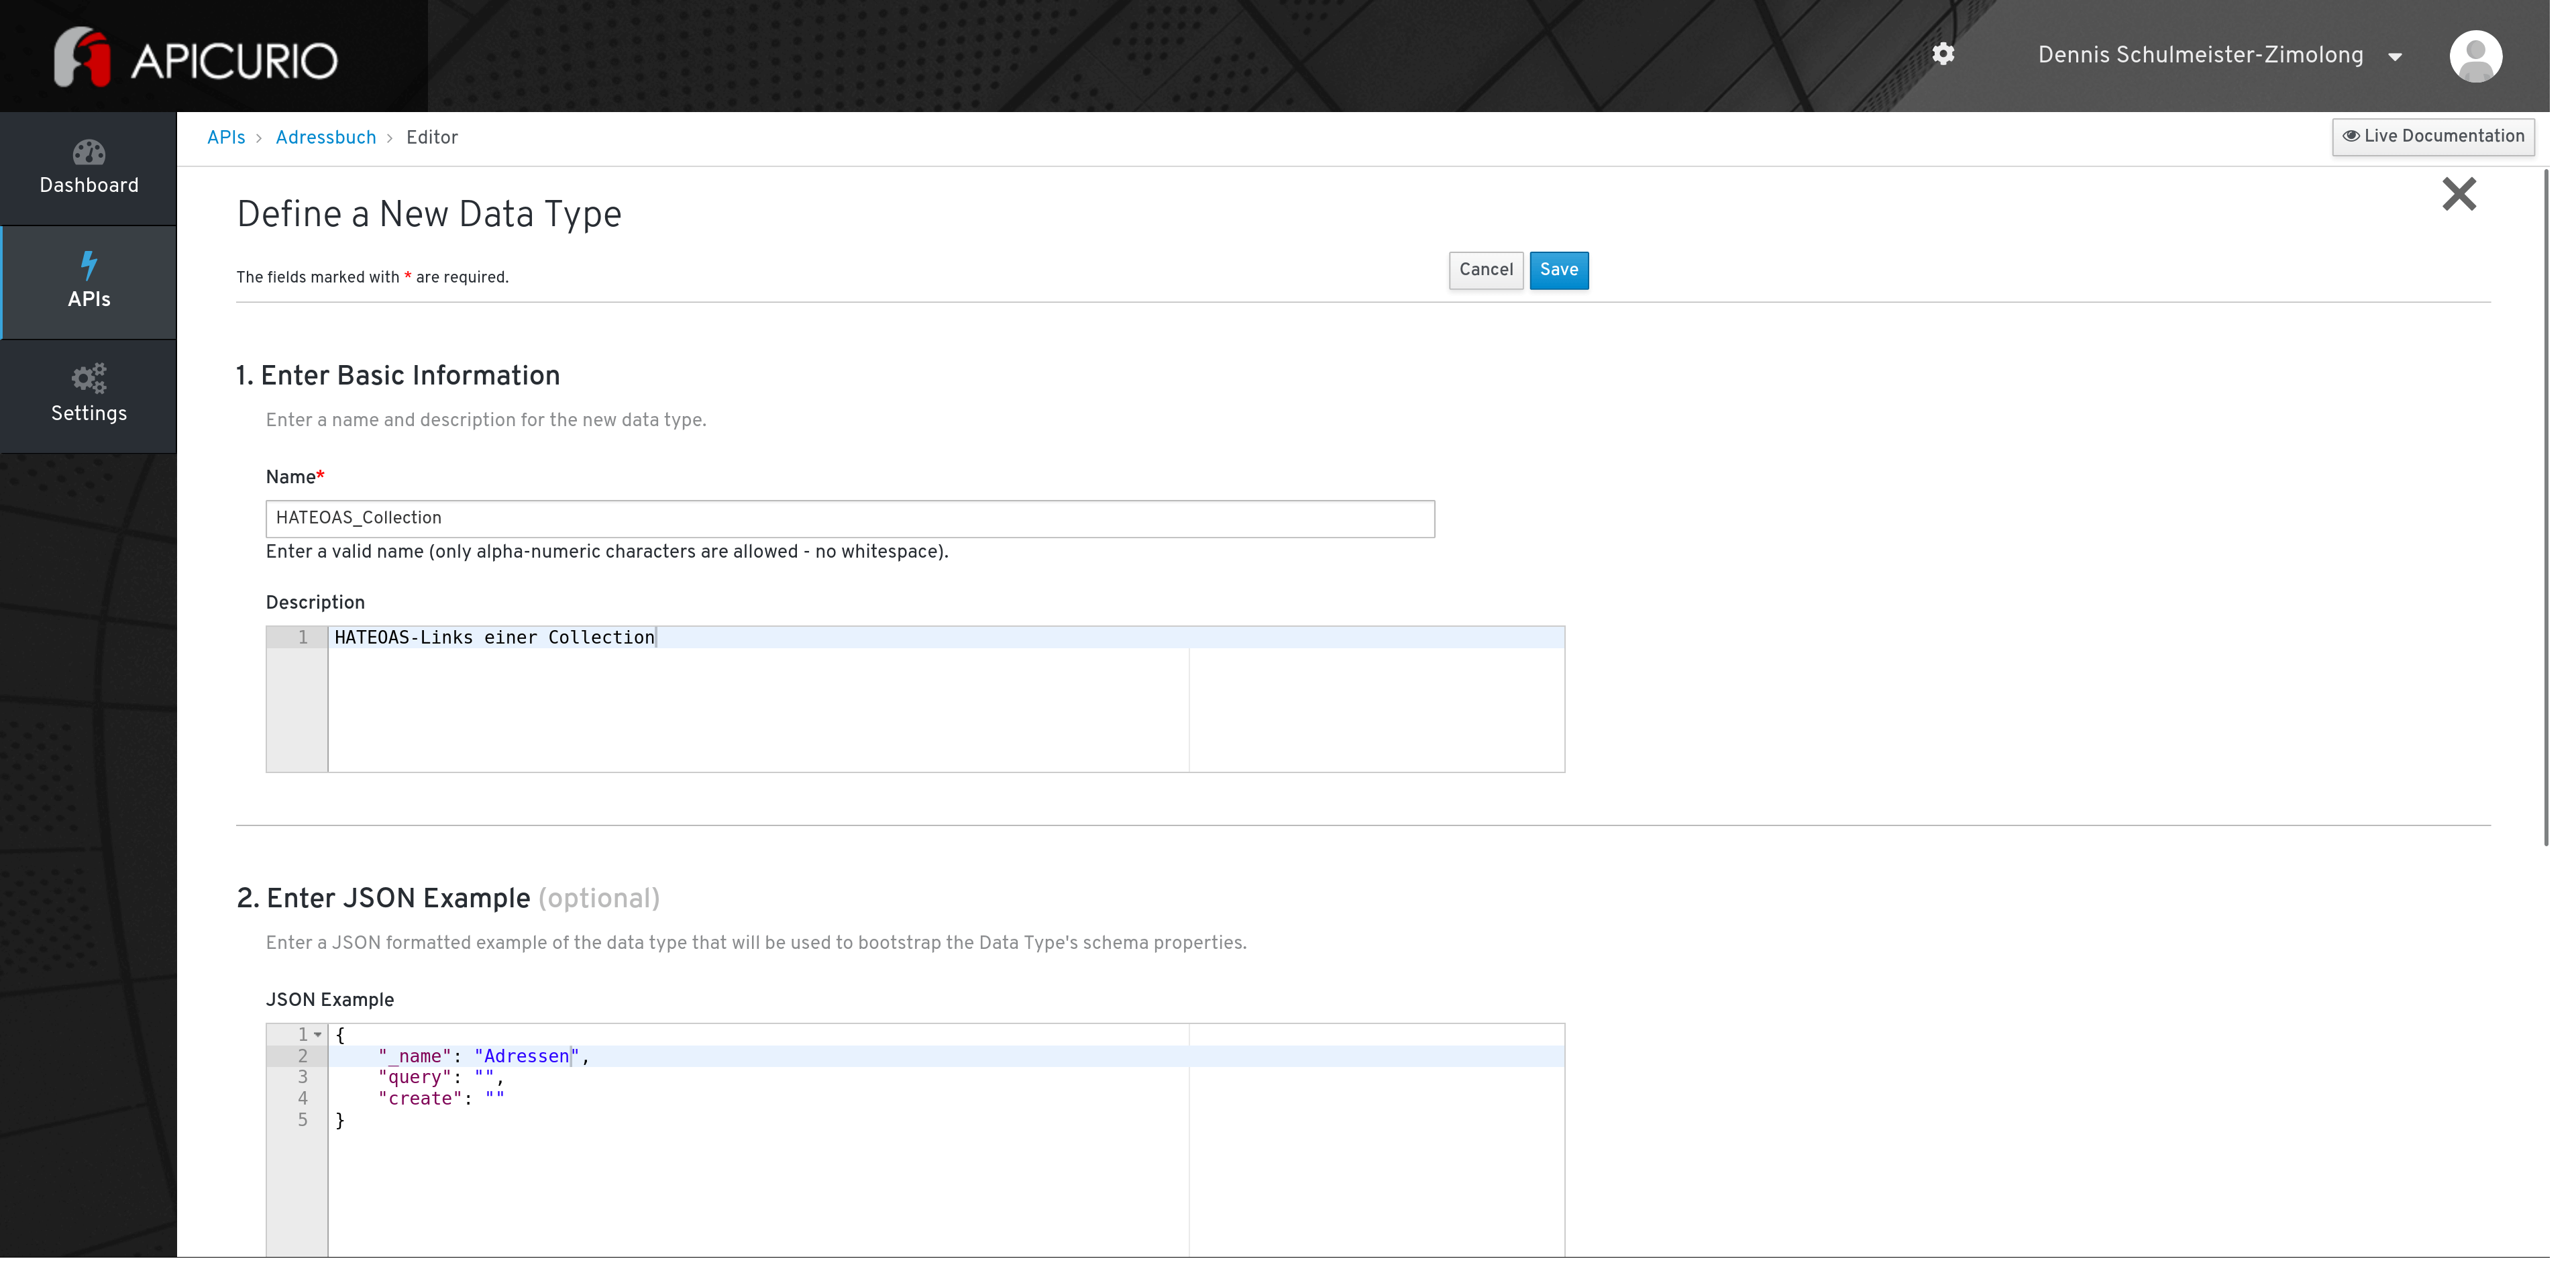 APICURIO
Dennis Schulmeister-Zimolong
Dashboard
APIs
Settings
APIs > Adressbuch > Editor
Live Documentation
Define a New Data Type
The fields marked with * are required.
Cancel
Save
1. Enter Basic Information
Enter a name and description for the new data type.
Name*
HATEOAS_Collection
Enter a valid name (only alpha-numeric characters are allowed - no whitespace).
Description
1 HATEOAS-Links einer Collection
2. Enter JSON Example (optional)
Enter a JSON formatted example of the data type that will be used to bootstrap the Data Type's schema properties.
JSON Example
1 {
2     "_name": "Adressen",
3     "query": "",
4     "create": ""
5 }